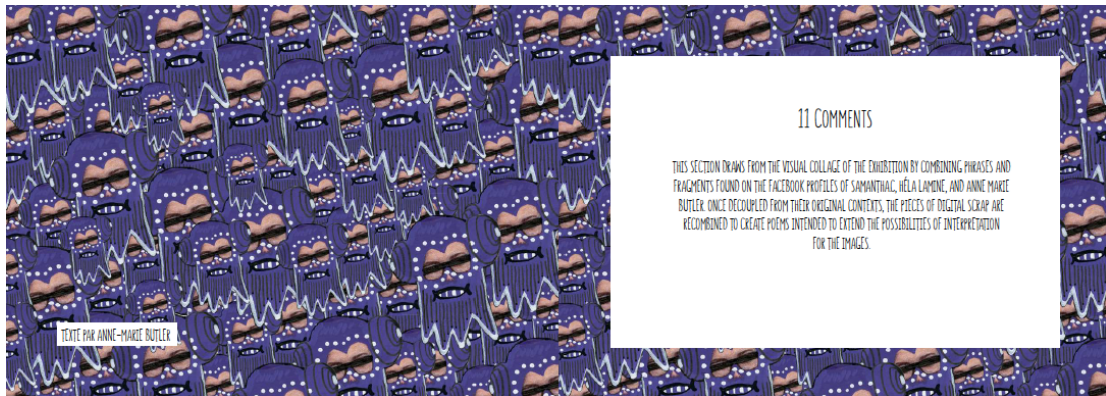 TEXTE PAR ANNE-MARIE BUTLER
11 COMMENTS
THIS SECTION DRAWS FROM THE VISUAL COLLAGE OF THE EXHIBITION BY COMBINING PHRASES AND
FRAGMENTS FOUND ON THE FACEBOOK PROFILES OF SAMANTHAC, HÉLA LAMINE, AND ANNE MARIE
BUTLER. ONCE DECOUPLED FROM THEIR ORIGINAL CONTEXTS, THE PIECES OF DIGITAL SCRAP ARE
RECOMBINED TO CREATE POEMS INTENDED TO EXTEND THE POSSIBILITIES OF INTERPRETATION
FOR THE IMAGES.